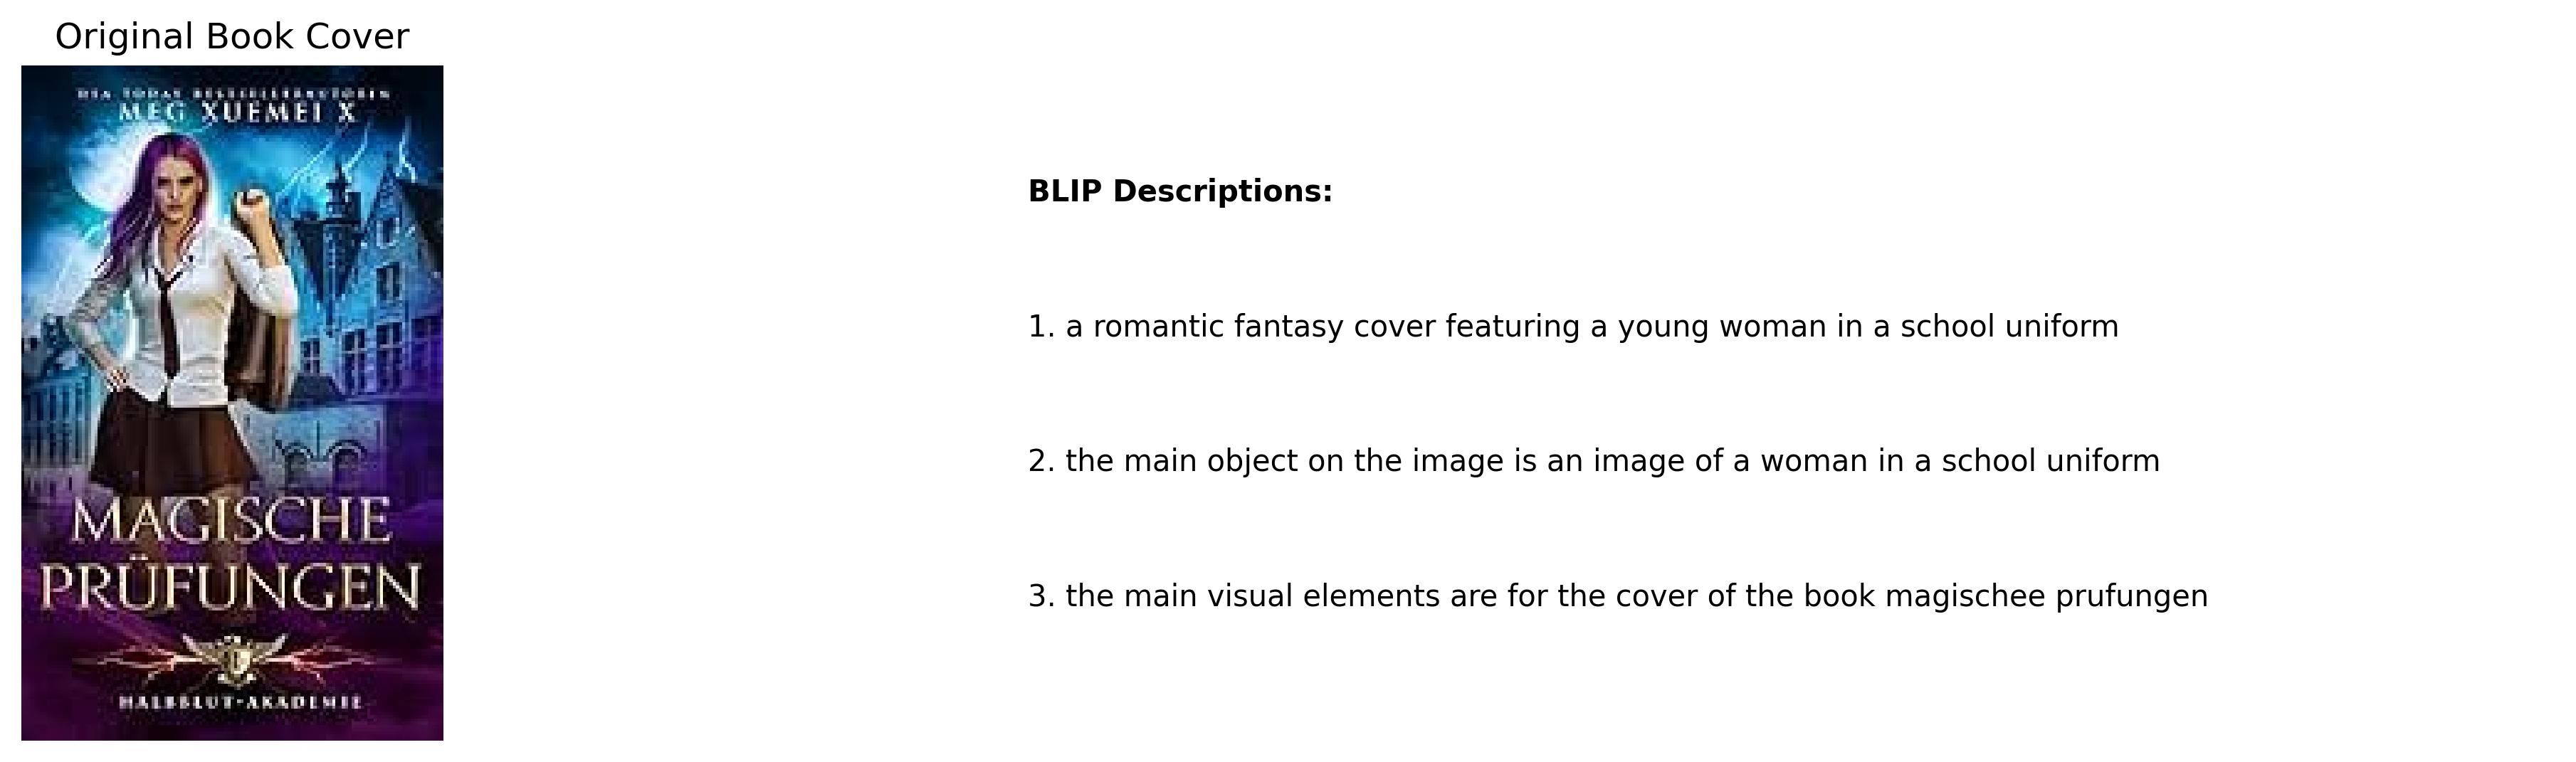 Original Book Cover
USA TODAY BESTSELLERAUTORIN
MEG XUEMEI X
MAGISCHE
PRÜFUNGEN
HALBBLUT-AKADEMIE
BLIP Descriptions:
1. a romantic fantasy cover featuring a young woman in a school uniform
2. the main object on the image is an image of a woman in a school uniform
3. the main visual elements are for the cover of the book magischee prufungen